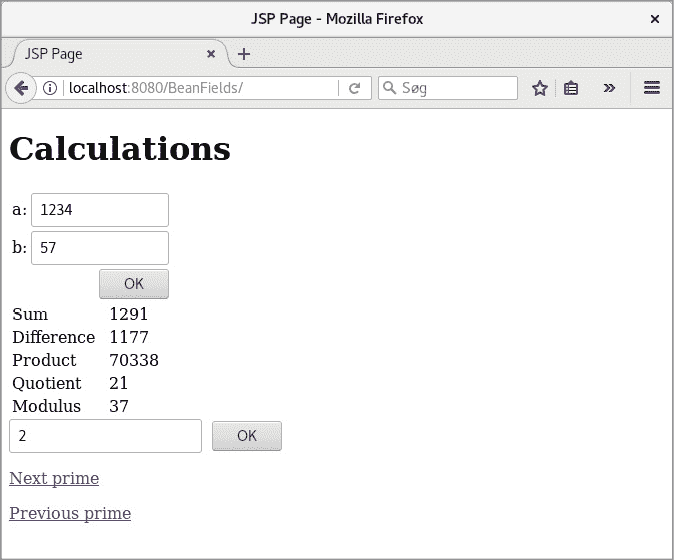 JSP Page - Mozilla Firefox
JSP Page
localhost:8080/BeanFields/
Søg
Calculations
a: 1234
b: 57
OK
Sum 1291
Difference 1177
Product 70338
Quotient 21
Modulus 37
2 OK
Next prime
Previous prime